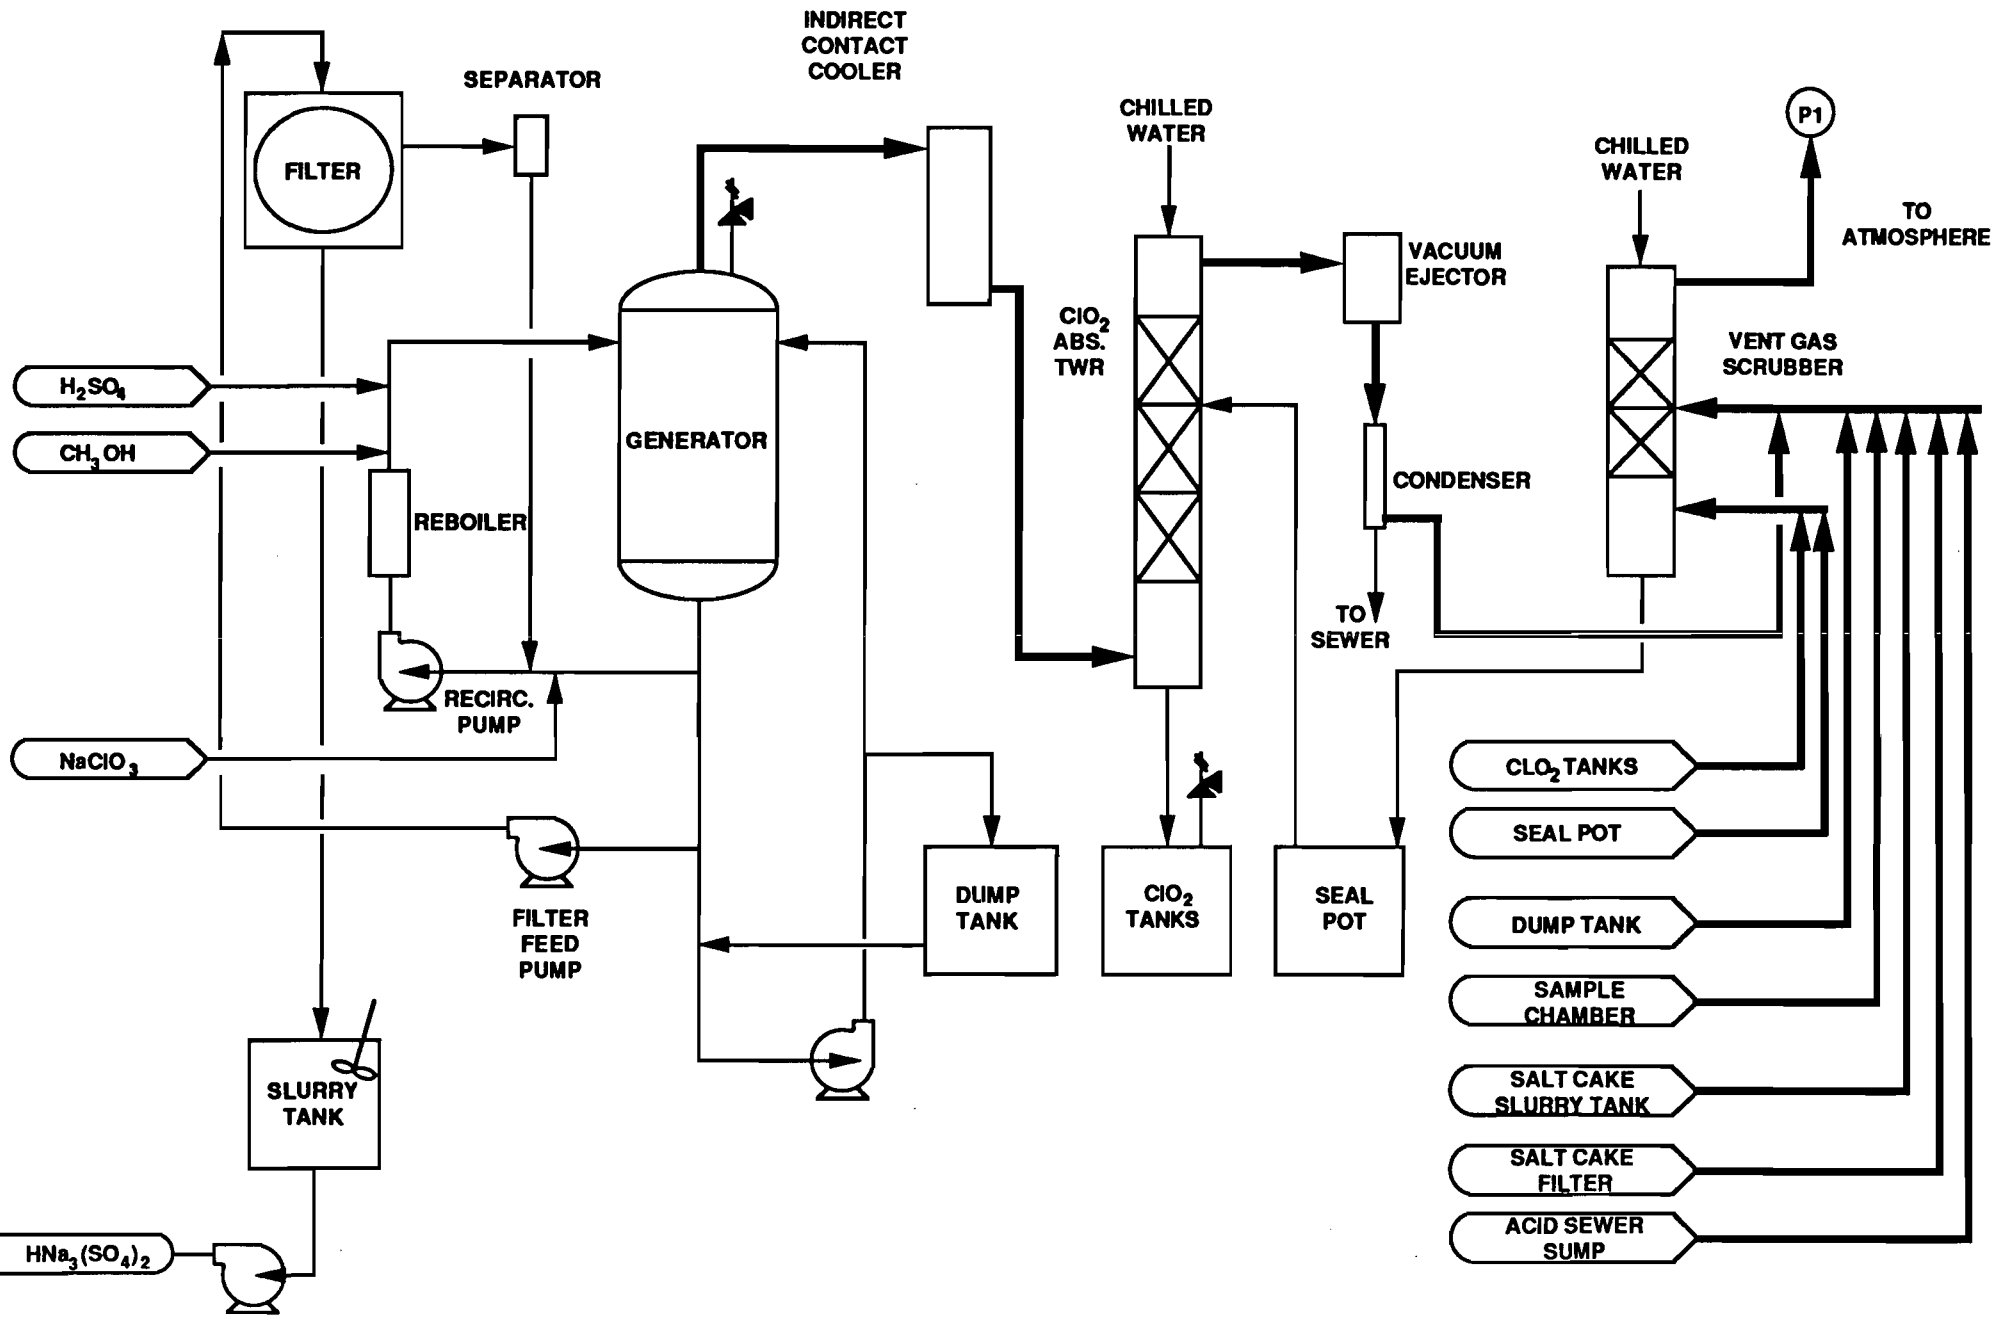 INDIRECT
CONTACT
COOLER
SEPARATOR
FILTER
CHILLED
WATER
P1
CHILLED
WATER
TO
ATMOSPHERE
VACUUM
EJECTOR
ClO2
ABS.
TWR
VENT GAS
SCRUBBER
H2SO4
CH3OH
GENERATOR
REBOILER
CONDENSER
TO
SEWER
RECIRC.
PUMP
NaClO3
CLO2 TANKS
SEAL POT
DUMP
TANK
ClO2
TANKS
SEAL
POT
FILTER
FEED
PUMP
DUMP TANK
SAMPLE
CHAMBER
SLURRY
TANK
SALT CAKE
SLURRY TANK
SALT CAKE
FILTER
ACID SEWER
SUMP
HNa3(SO4)2